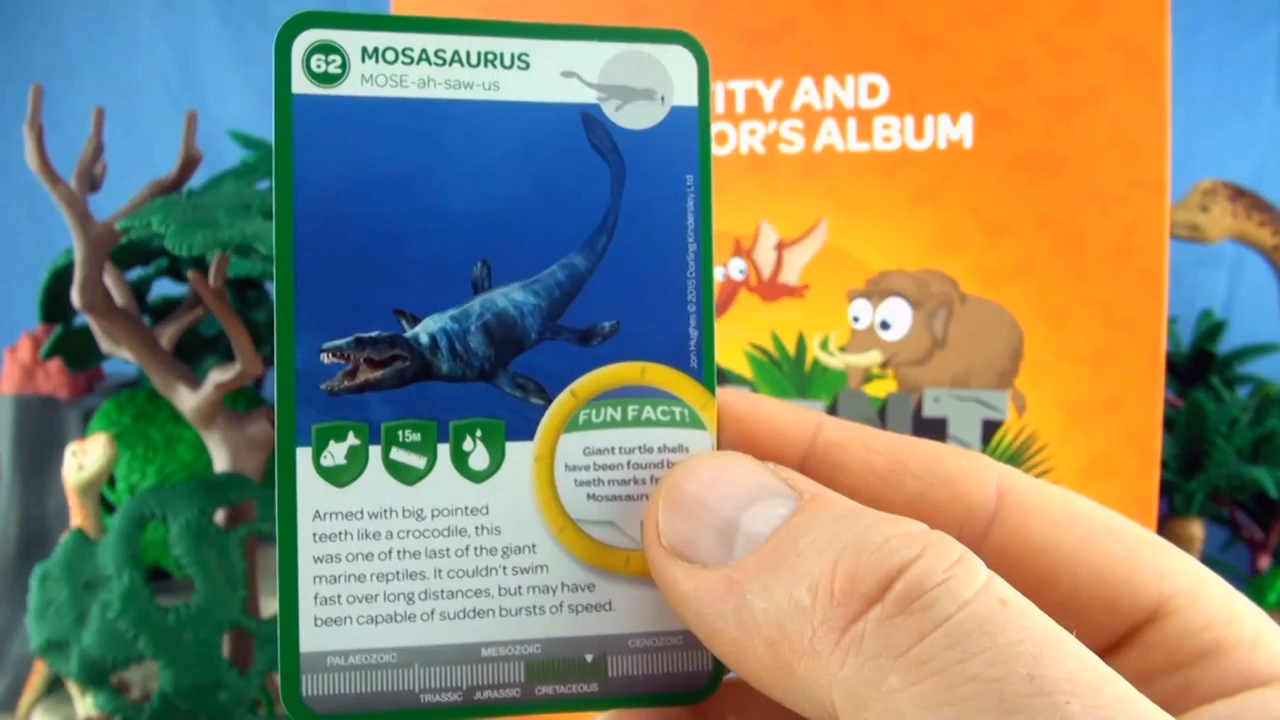 62
MOSASAURUS
MOSE-ah-saw-us
ITY AND
OR'S ALBUM
Jon Hughes © 2015 Dorling Kindersley Ltd
15M
FUN FACT!
Giant turtle shells
have been found
teeth marks
Armed with big, pointed
teeth like a crocodile, this
was one of the last of the giant
marine reptiles. It couldn't swim
fast over long distances, but may have
been capable of sudden bursts of speed.
PALAEOZOIC MESOZOIC CENOZOIC
TRIASSIC JURASSIC CRETACEOUS